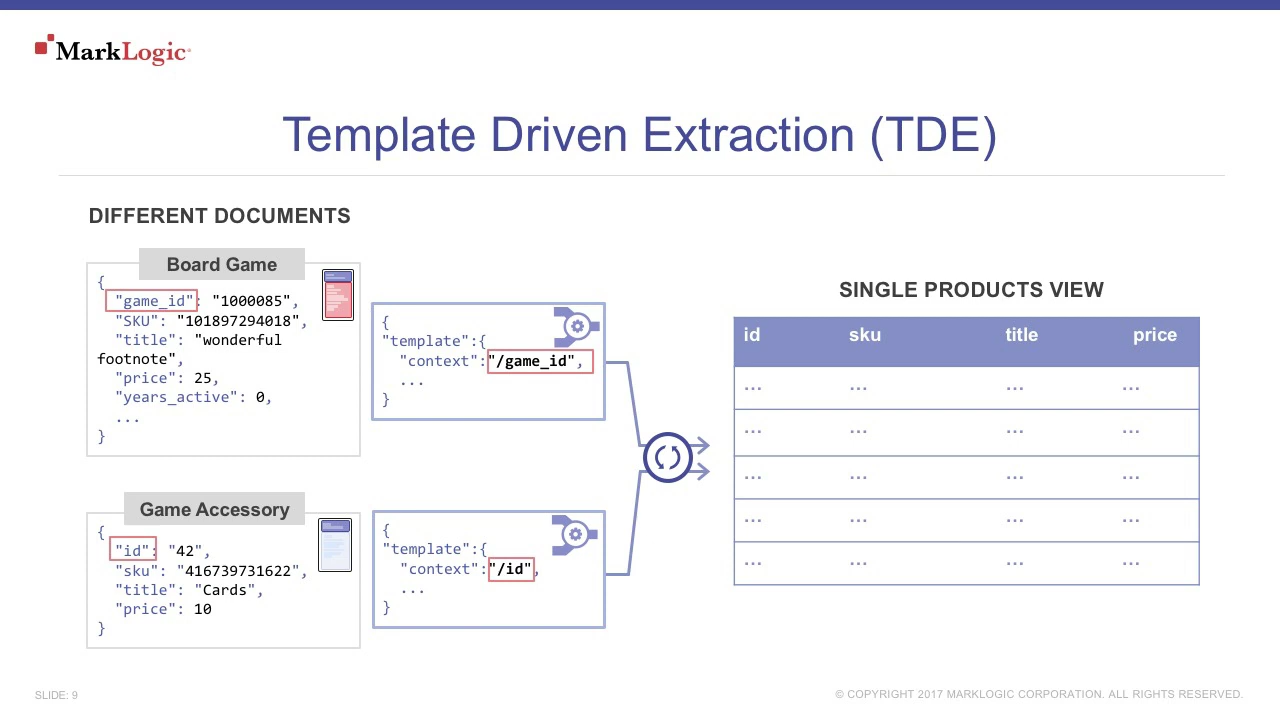 MarkLogic
Template Driven Extraction (TDE)
DIFFERENT DOCUMENTS
Board Game
{
"game_id": "1000085",
"SKU": "101897294018",
"title": "wonderful
footnote",
"price": 25,
"years_active": 0,
...
}
Game Accessory
{
"id": "42",
"sku": "416739731622",
"title": "Cards",
"price": 10
}
{
"template":{
"context":"/game_id",
...
}
{
"template":{
"context":"/id",
...
}
SINGLE PRODUCTS VIEW
id sku title price
... ... ... ...
... ... ... ...
... ... ... ...
... ... ... ...
... ... ... ...
SLIDE: 9
© COPYRIGHT 2017 MARKLOGIC CORPORATION. ALL RIGHTS RESERVED.